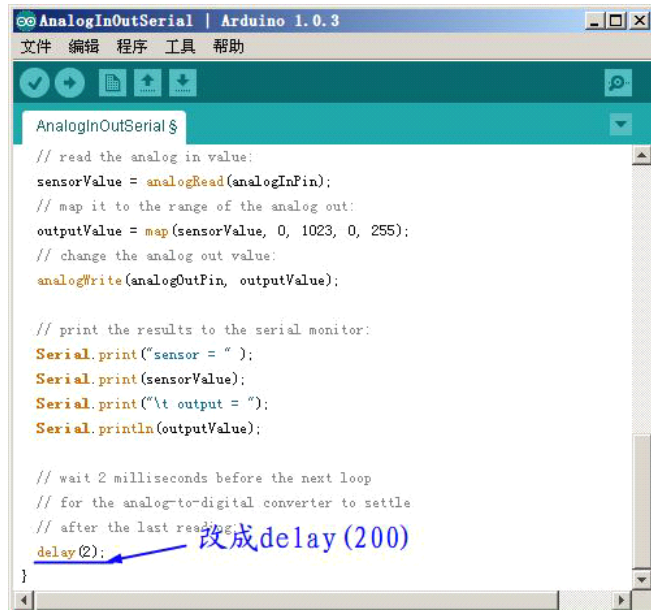 AnalogInOutSerial | Arduino 1.0.3
文件 编辑 程序 工具 帮助
AnalogInOutSerial §
// read the analog in value:
sensorValue = analogRead(analogInPin);
// map it to the range of the analog out:
outputValue = map(sensorValue, 0, 1023, 0, 255);
// change the analog out value:
analogWrite(analogOutPin, outputValue);
// print the results to the serial monitor:
Serial.print("sensor = " );
Serial.print(sensorValue);
Serial.print("\t output = ");
Serial.println(outputValue);
// wait 2 milliseconds before the next loop
// for the analog-to-digital converter to settle
// after the last reading:
改成delay(200)
delay(2);
}